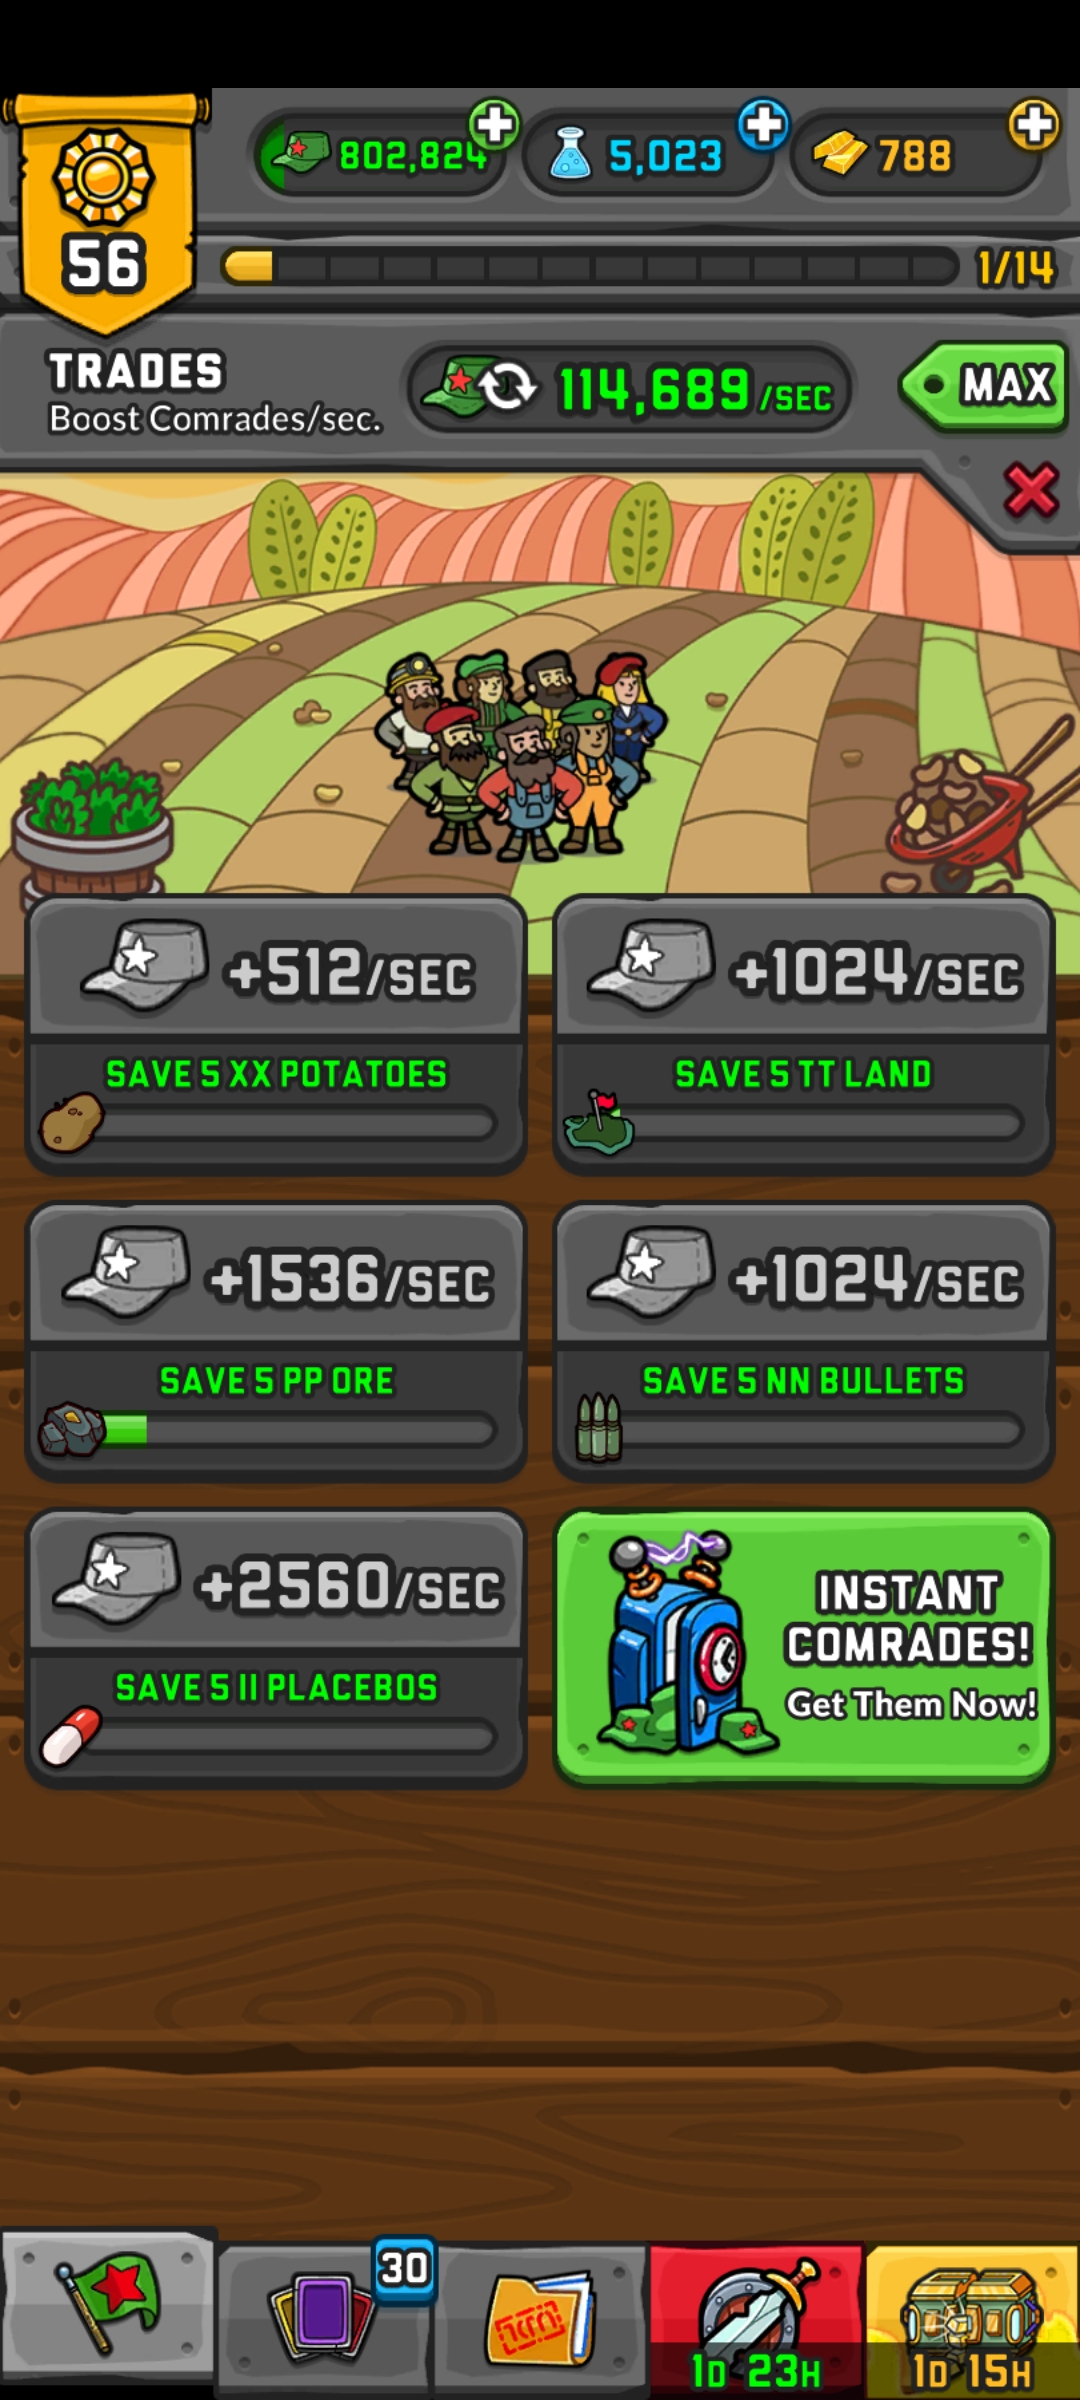 802,824
5,023
788
56
1/14
TRADES
Boost Comrades/sec.
114,689/SEC
MAX
+512/SEC
SAVE 5 XX POTATOES
+1024/SEC
SAVE 5 TT LAND
+1536/SEC
SAVE 5 PP ORE
+1024/SEC
SAVE 5 NN BULLETS
+2560/SEC
SAVE 5 II PLACEBOS
INSTANT
COMRADES!
Get Them Now!
30
1D 23H
1D 15H